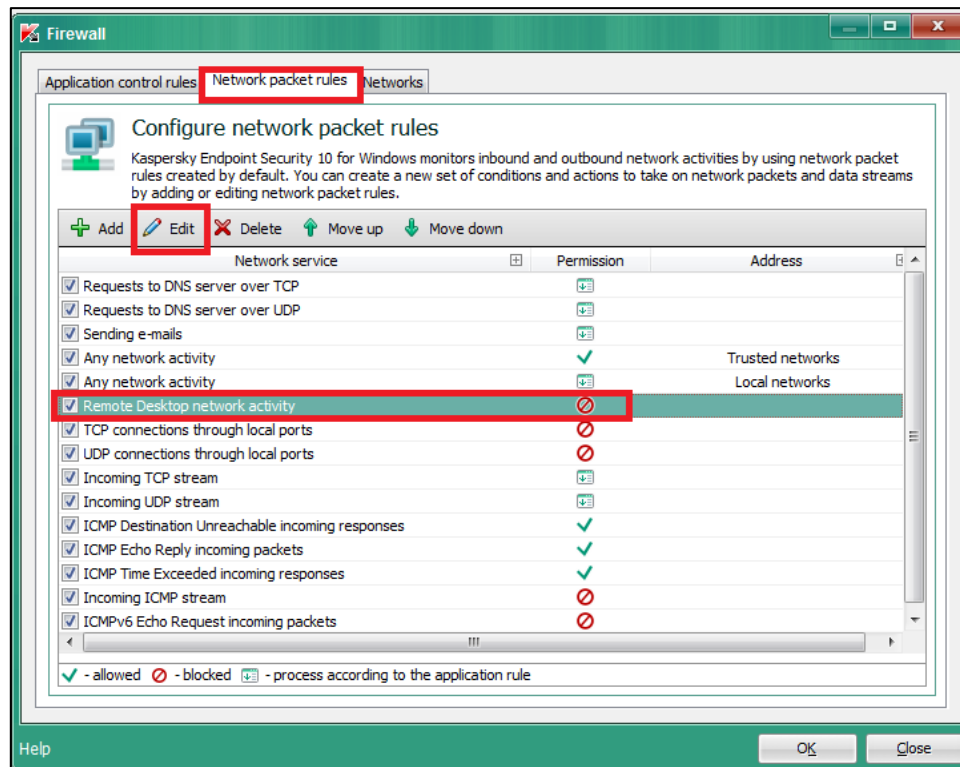 Firewall
Application control rules Network packet rules Networks
Configure network packet rules
Kaspersky Endpoint Security 10 for Windows monitors inbound and outbound network activities by using network packet
rules created by default. You can create a new set of conditions and actions to take on network packets and data streams
by adding or editing network packet rules.
Add Edit Delete Move up Move down
Network service Permission Address
Requests to DNS server over TCP
Requests to DNS server over UDP
Sending e-mails
Any network activity Trusted networks
Any network activity Local networks
Remote Desktop network activity
TCP connections through local ports
UDP connections through local ports
Incoming TCP stream
Incoming UDP stream
ICMP Destination Unreachable incoming responses
ICMP Echo Reply incoming packets
ICMP Time Exceeded incoming responses
Incoming ICMP stream
ICMPv6 Echo Request incoming packets
- allowed - blocked - process according to the application rule
Help OK Close